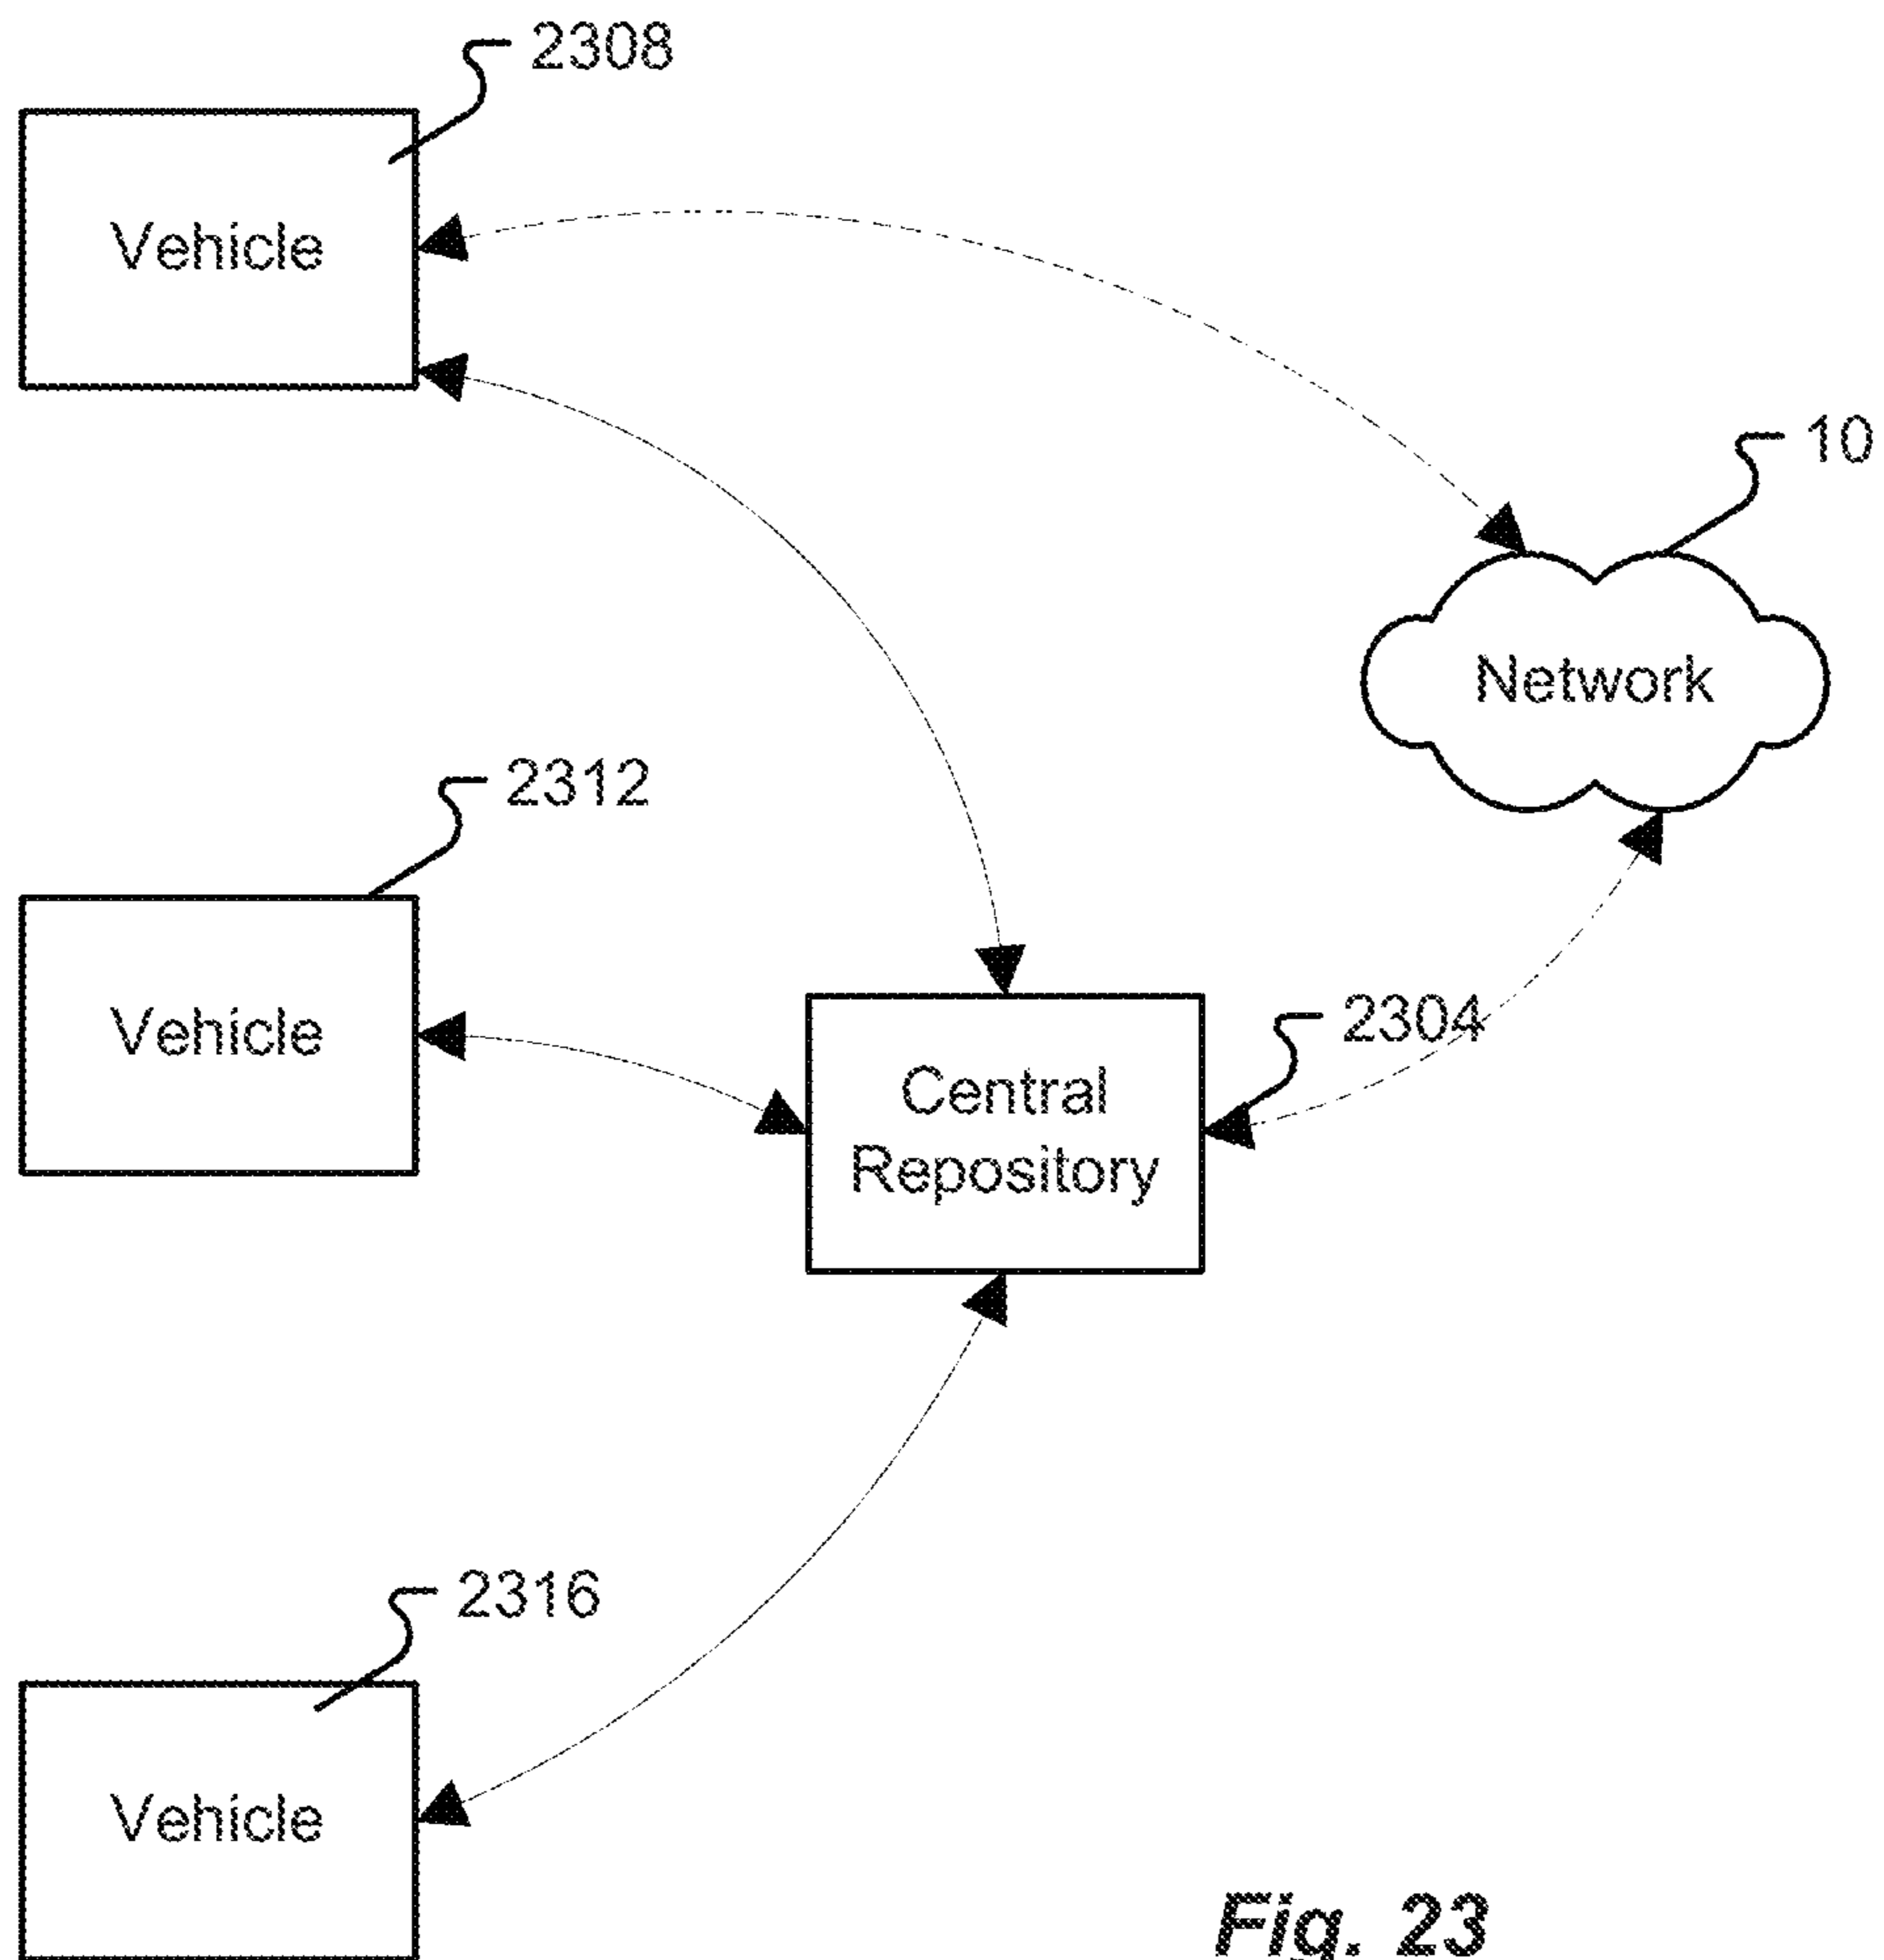 2308
Vehicle
10
Network
2312
Vehicle
2304
Central
Repository
2316
Vehicle
Fig. 23